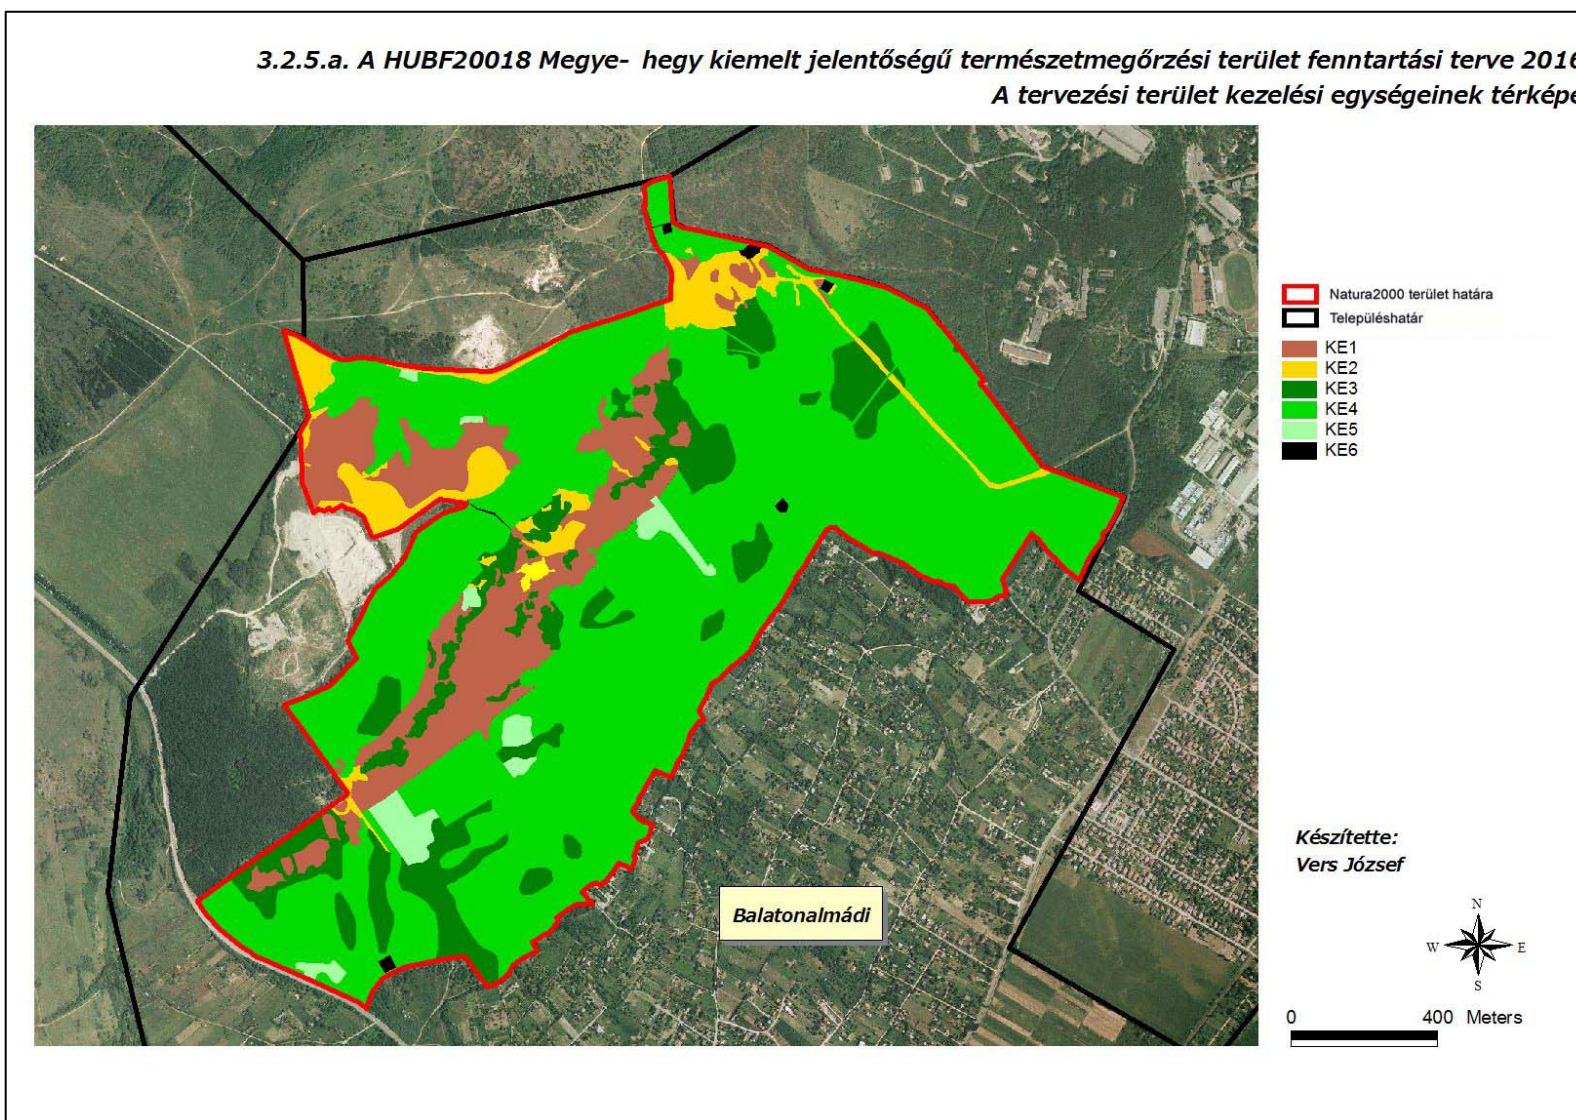 3.2.5.a. A HUBF20018 Megye- hegy kiemelt jelentőségű természetmegőrzési terület fenntartási terve 2016
A tervezési terület kezelési egységeinek térképe
Natura2000 terület határa
Településhatár
KE1
KE2
KE3
KE4
KE5
KE6
Készítette:
Vers József
Balatonalmádi
N
W E
S
0 400 Meters